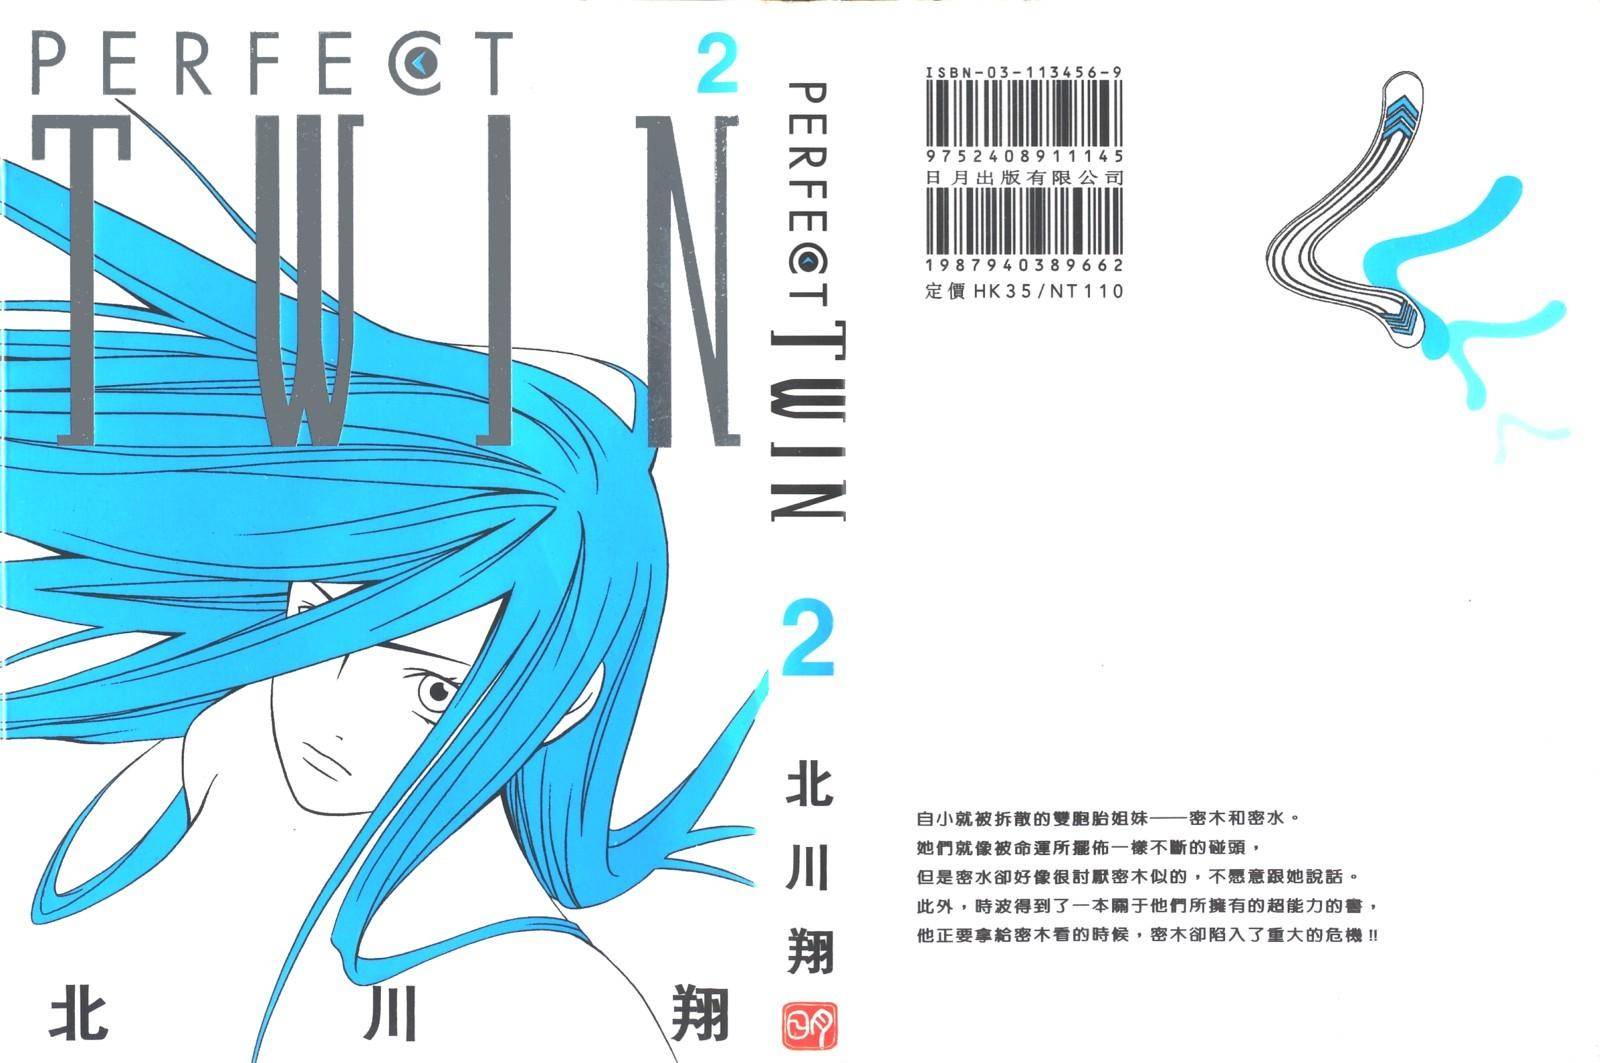 PERFECT
2
TWIN
北川翔
PERFECT TWIN 2 北川翔
ISBN-03-113456-9
9752408911145
日月出版有限公司
1987940389662
定價HK35/NT110
自小就被拆散的雙胞胎姐妹——密木和密水。
她們就像被命運所擺佈一樣不斷的碰頭，
但是密水卻好像很討厭密木似的，不愿意跟她說話。
此外，時波得到了一本關于他們所擁有的超能力的書，
他正要拿給密木看的時候，密木卻陷入了重大的危機!!